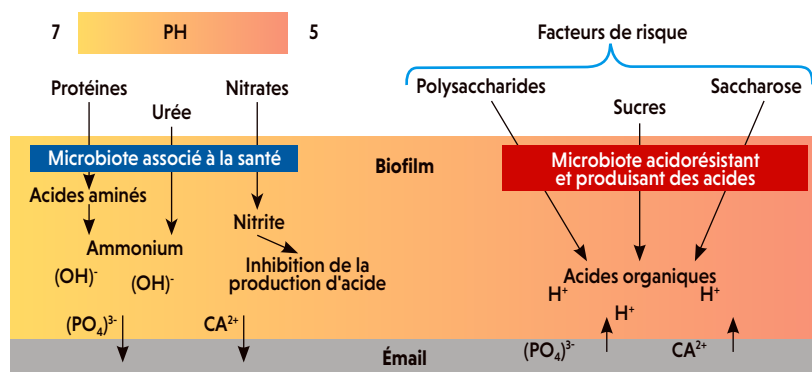 7 PH 5
Facteurs de risque
Protéines
Urée
Nitrates
Polysaccharides
Sucres
Saccharose
Microbiote associé à la santé
Biofilm
Microbiote acidorésistant
et produisant des acides
Acides aminés
Nitrite
Ammonium
Inhibition de la
production d'acide
(OH)-
(OH)-
Acides organiques
H+
H+
H+
(PO4)3-
CA2+
Émail
(PO4)3-
CA2+